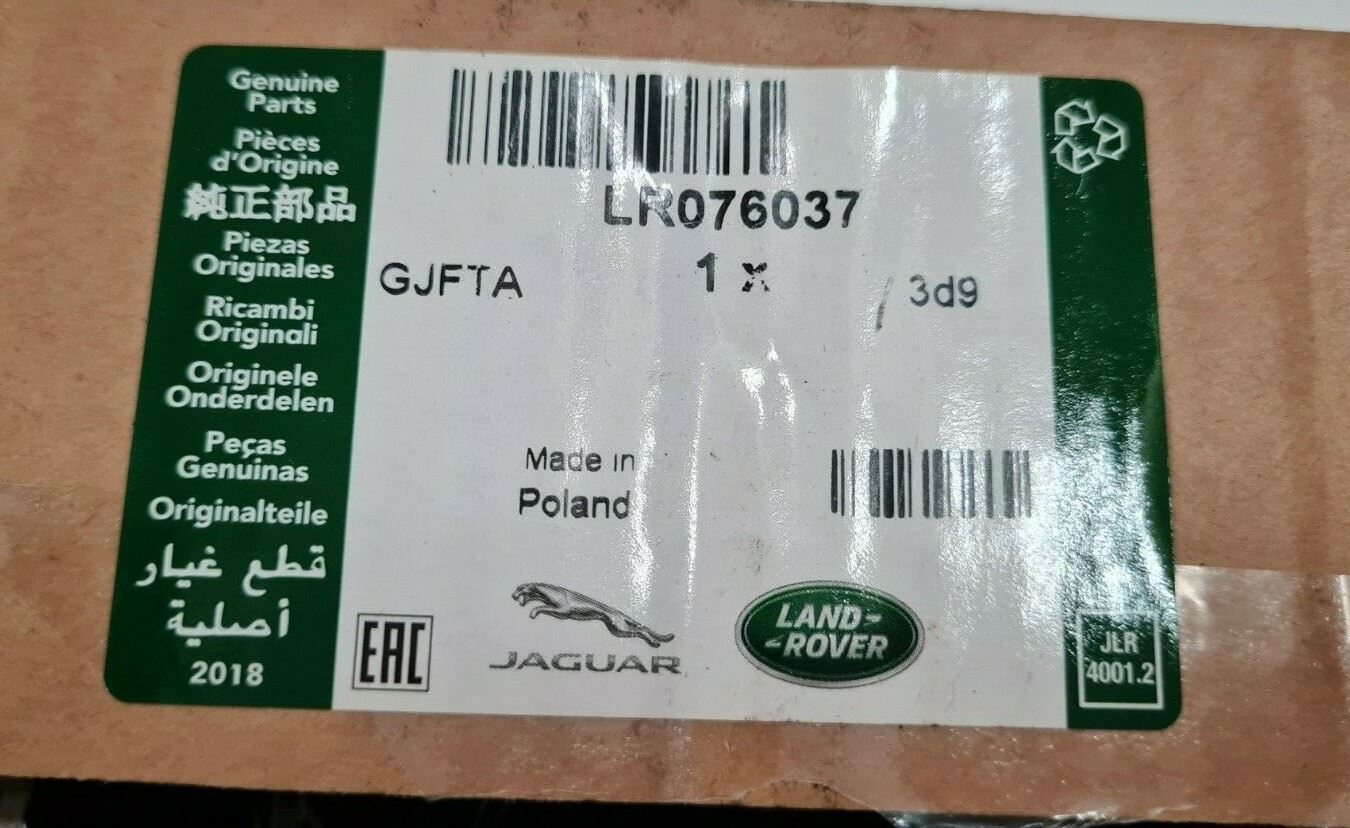 Genuine
Parts
Pièces
d'Origine
純正部品
Piezas
Originales
Ricambi
Originali
Originele
Onderdelen
Peças
Genuinas
Originalteile
قطع غيار
أصلية
2018
LR076037
GJFTA
1 x
/ 3d9
Made in
Poland
EAC
JAGUAR
LAND-
-ROVER
JLR
4001.2